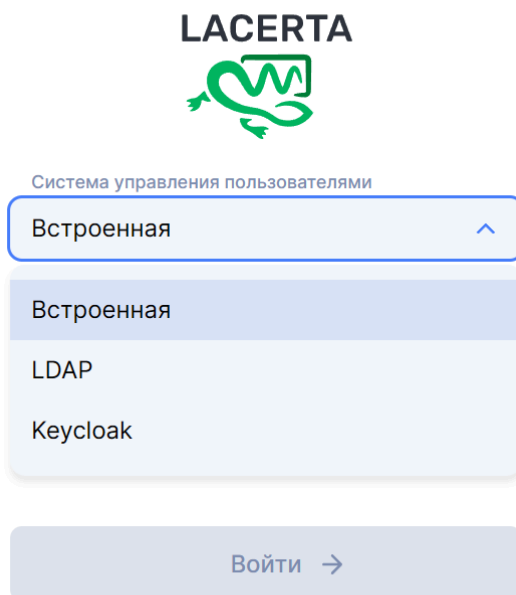 LACERTA
Система управления пользователями
Встроенная
Встроенная
LDAP
Keycloak
Войти →